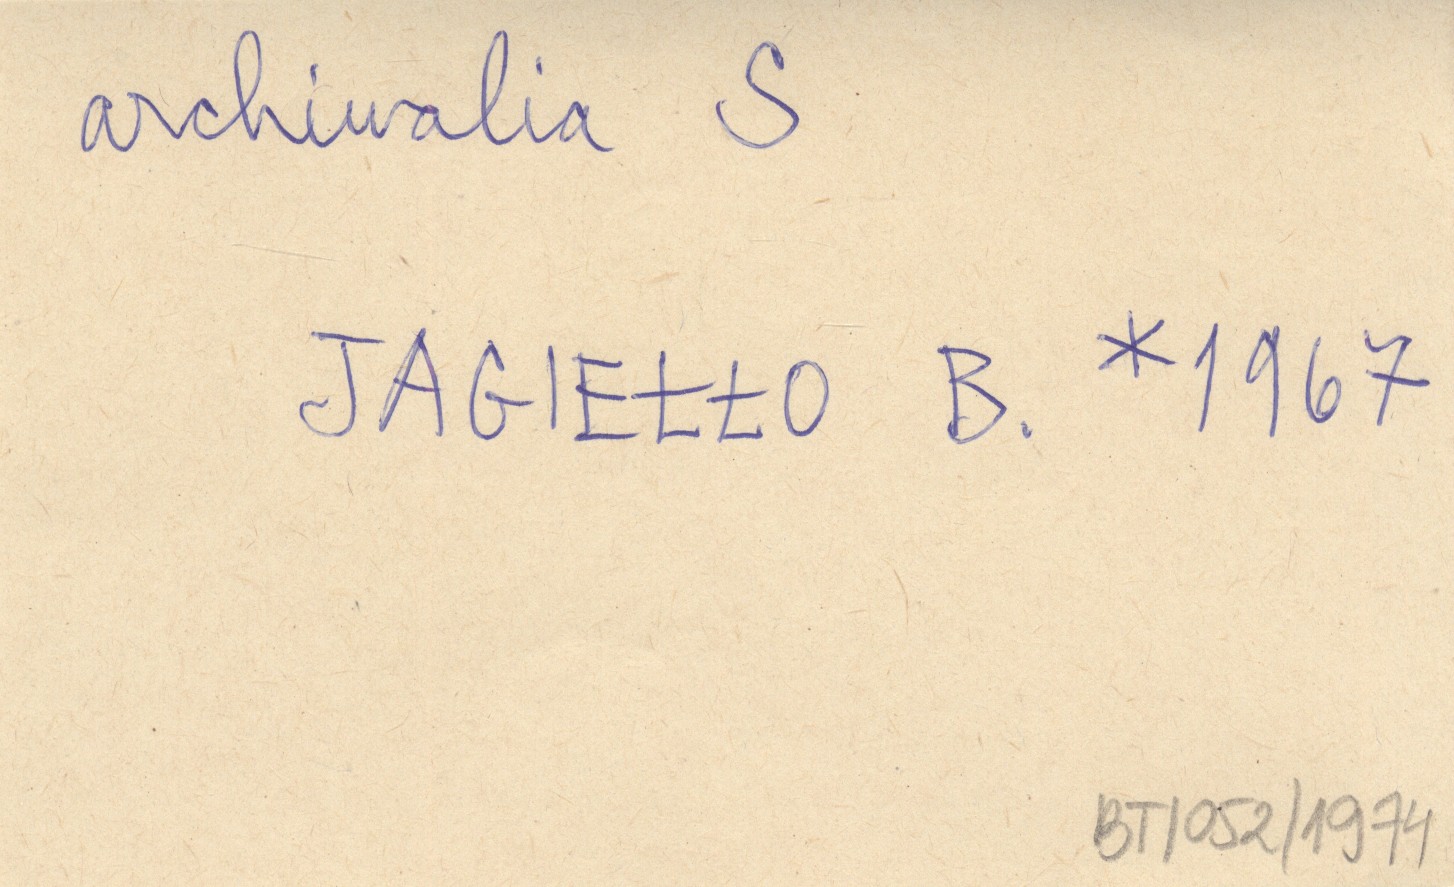 archiwalia S
JAGIEŁŁO B. *1967
BT/052/1974